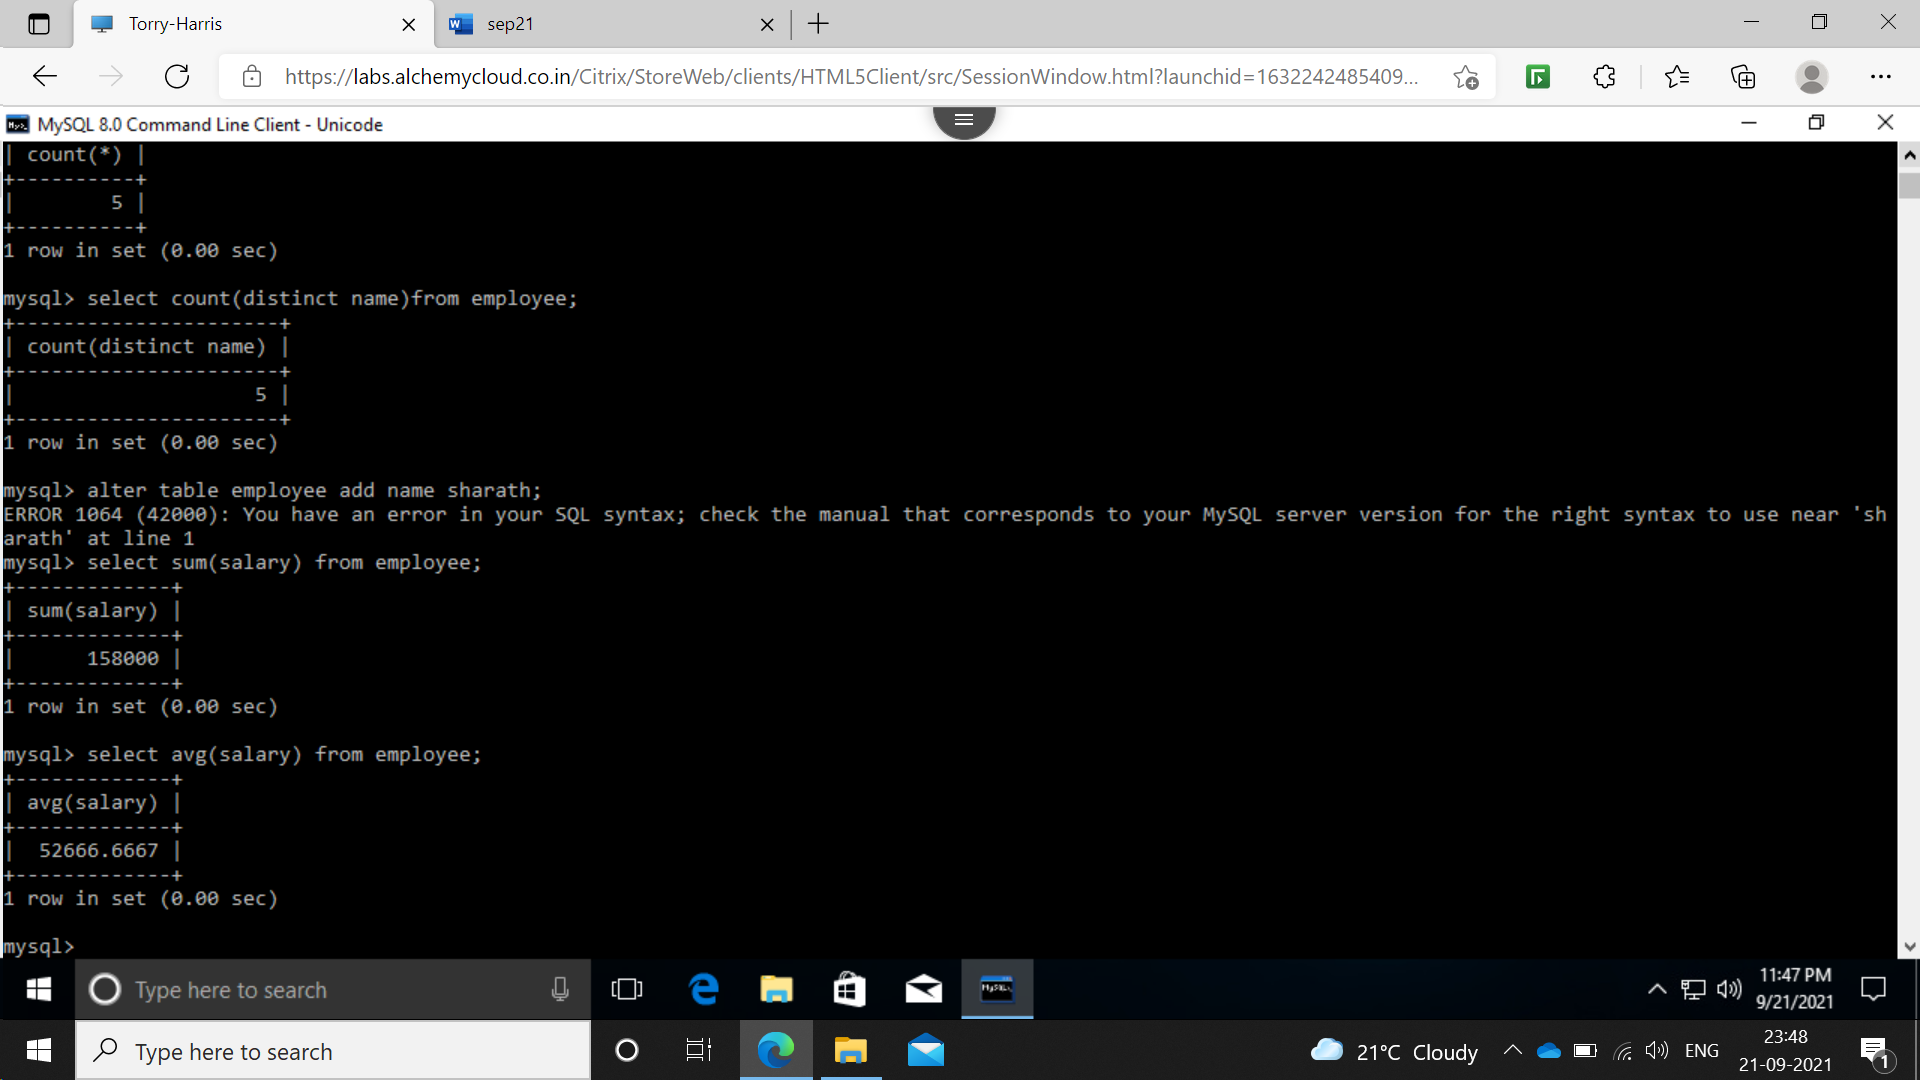 Torry-Harris
sep21
https://labs.alchemycloud.co.in/Citrix/StoreWeb/clients/HTML5Client/src/SessionWindow.html?launchid=1632242485409...
MySQL 8.0 Command Line Client - Unicode
| count(*) |
+----------+
|        5 |
+----------+
1 row in set (0.00 sec)
mysql> select count(distinct name)from employee;
+----------------------+
| count(distinct name) |
+----------------------+
|                    5 |
+----------------------+
1 row in set (0.00 sec)
mysql> alter table employee add name sharath;
ERROR 1064 (42000): You have an error in your SQL syntax; check the manual that corresponds to your MySQL server version for the right syntax to use near 'sh
arath' at line 1
mysql> select sum(salary) from employee;
+-------------+
| sum(salary) |
+-------------+
|      158000 |
+-------------+
1 row in set (0.00 sec)
mysql> select avg(salary) from employee;
+-------------+
| avg(salary) |
+-------------+
|  52666.6667 |
+-------------+
1 row in set (0.00 sec)
mysql>
Type here to search
11:47 PM
9/21/2021
Type here to search
21°C Cloudy
ENG
23:48
21-09-2021
1